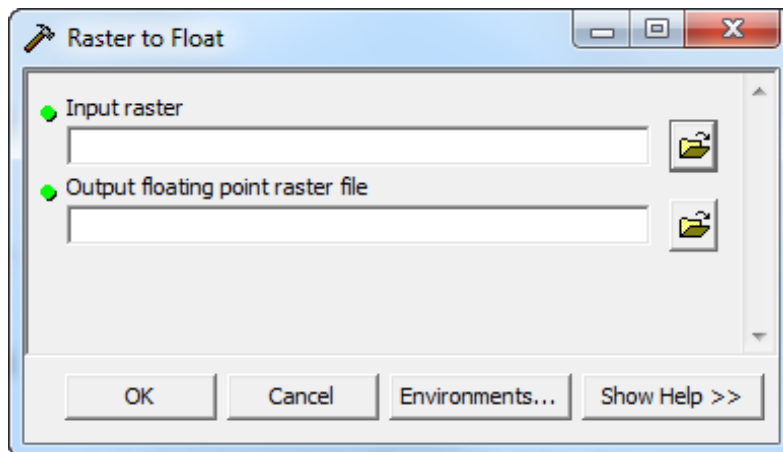 Raster to Float
Input raster
Output floating point raster file
OK Cancel Environments... Show Help >>